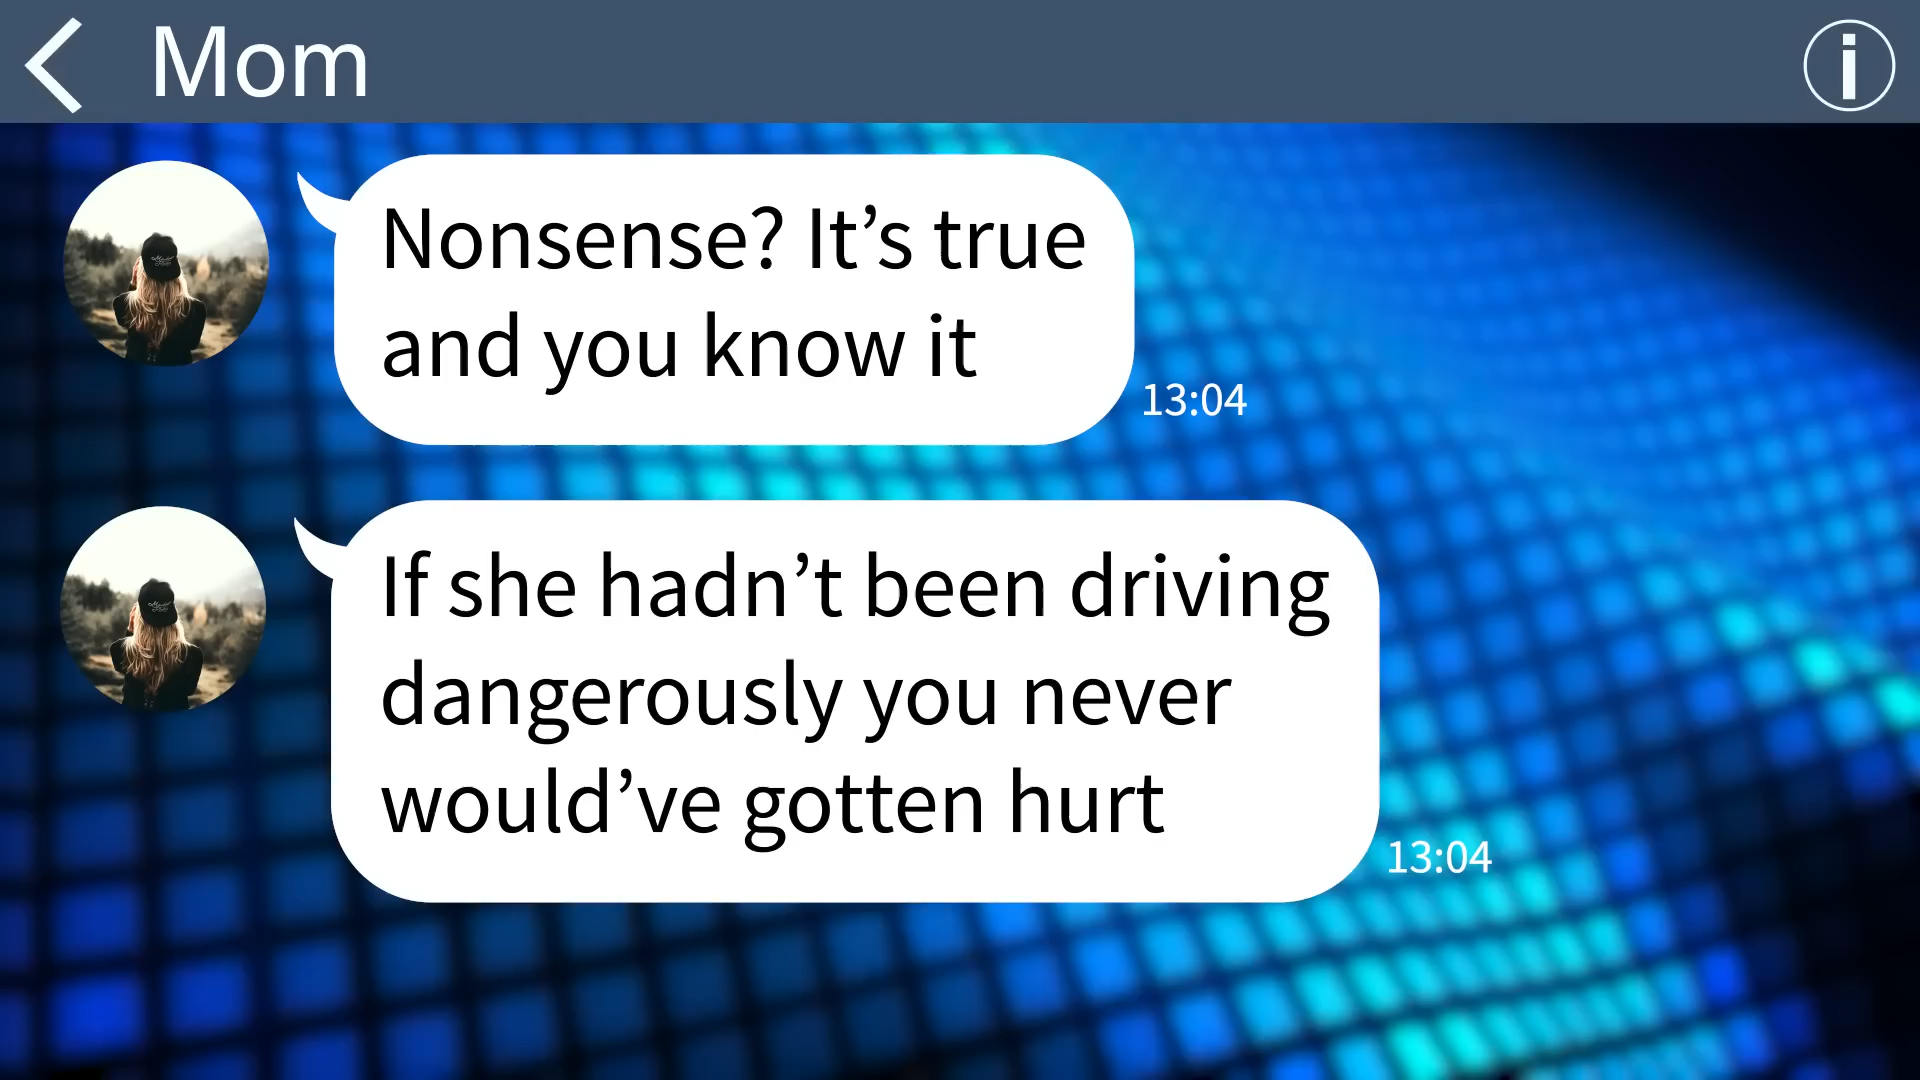 Mom
Nonsense? It’s true
and you know it
13:04
If she hadn’t been driving
dangerously you never
would’ve gotten hurt
13:04